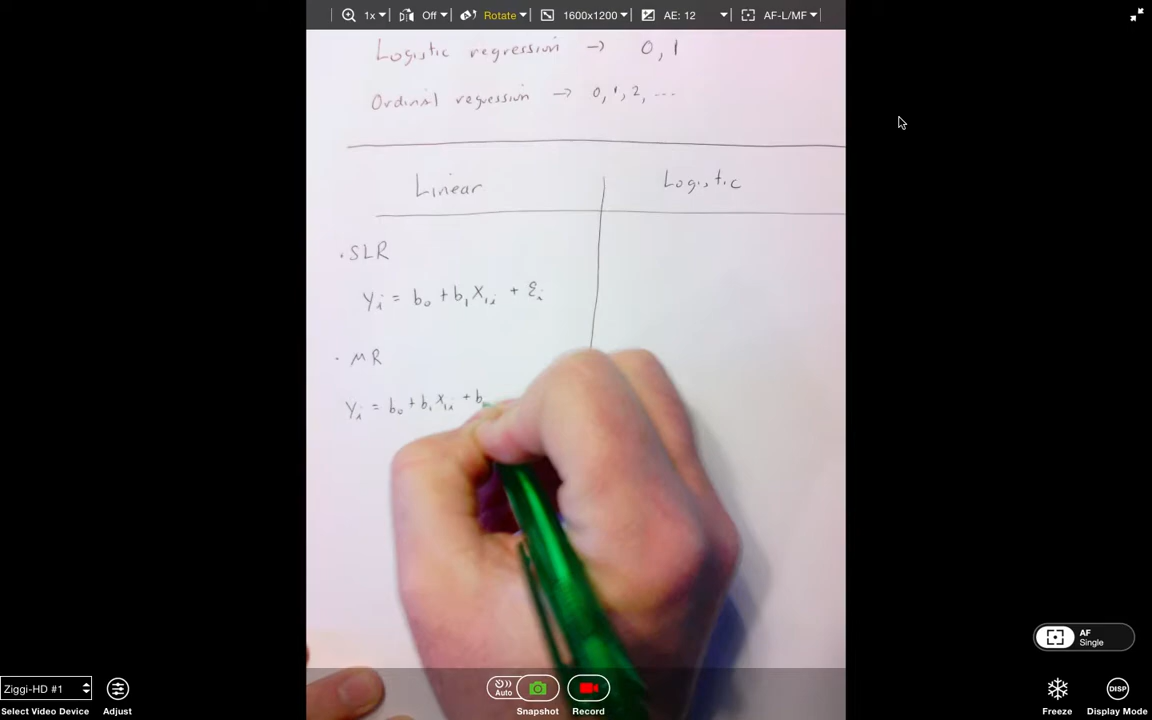 1x Off Rotate 1600x1200 AE: 12 AF-L/MF
Logistic regression → 0, 1
Ordinal regression → 0, 1, 2, ...
Linear Logistic
· SLR
Yᵢ = b₀ + b₁X₁ᵢ + εᵢ
· MR
Yᵢ = b₀ + b₁X₁ᵢ + b
AF
Single
Ziggi-HD #1
Auto
DISP
Select Video Device Adjust Snapshot Record Freeze Display Mode